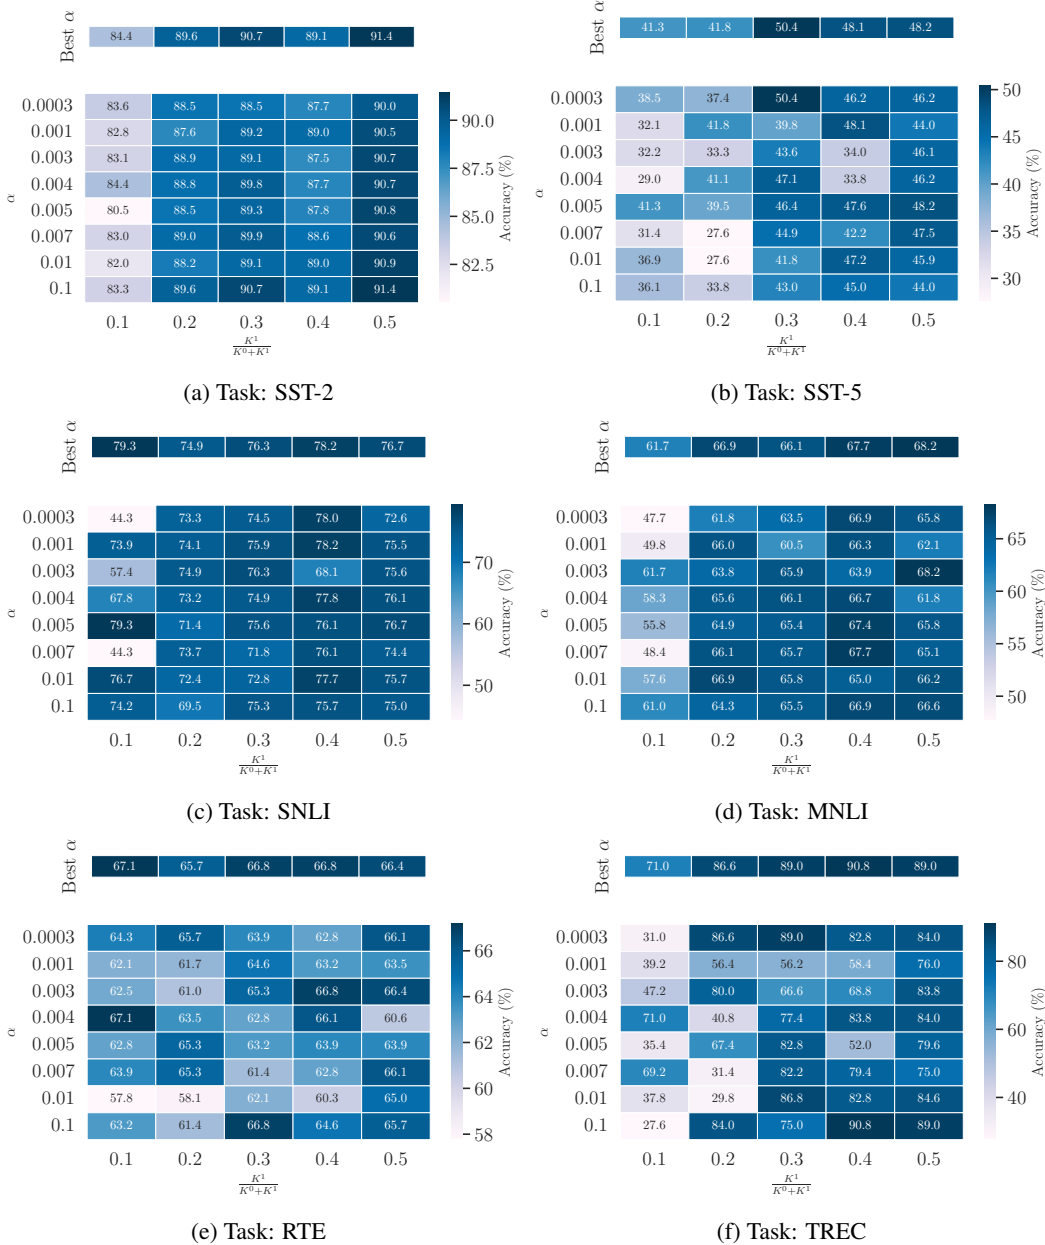 Best α 84.4 89.6 90.7 89.1 91.4
0.0003 83.6 88.5 88.5 87.7 90.0
0.001 82.8 87.6 89.2 89.0 90.5
0.003 83.1 88.9 89.1 87.5 90.7
0.004 84.4 88.8 89.8 87.7 90.7
0.005 80.5 88.5 89.3 87.8 90.8
0.007 83.0 89.0 89.9 88.6 90.6
0.01 82.0 88.2 89.1 89.0 90.9
0.1 83.3 89.6 90.7 89.1 91.4
α
0.1 0.2 0.3 0.4 0.5
K¹/(K⁰+K¹)
90.0
87.5
85.0
82.5
Accuracy (%)
(a) Task: SST-2
Best α 41.3 41.8 50.4 48.1 48.2
0.0003 38.5 37.4 50.4 46.2 46.2
0.001 32.1 41.8 39.8 48.1 44.0
0.003 32.2 33.3 43.6 34.0 46.1
0.004 29.0 41.1 47.1 33.8 46.2
0.005 41.3 39.5 46.4 47.6 48.2
0.007 31.4 27.6 44.9 42.2 47.5
0.01 36.9 27.6 41.8 47.2 45.9
0.1 36.1 33.8 43.0 45.0 44.0
α
0.1 0.2 0.3 0.4 0.5
K¹/(K⁰+K¹)
50
45
40
35
30
Accuracy (%)
(b) Task: SST-5
Best α 79.3 74.9 76.3 78.2 76.7
0.0003 44.3 73.3 74.5 78.0 72.6
0.001 73.9 74.1 75.9 78.2 75.5
0.003 57.4 74.9 76.3 68.1 75.6
0.004 67.8 73.2 74.9 77.8 76.1
0.005 79.3 71.4 75.6 76.1 76.7
0.007 44.3 73.7 71.8 76.1 74.4
0.01 76.7 72.4 72.8 77.7 75.7
0.1 74.2 69.5 75.3 75.7 75.0
α
0.1 0.2 0.3 0.4 0.5
K¹/(K⁰+K¹)
70
60
50
Accuracy (%)
(c) Task: SNLI
Best α 61.7 66.9 66.1 67.7 68.2
0.0003 47.7 61.8 63.5 66.9 65.8
0.001 49.8 66.0 60.5 66.3 62.1
0.003 61.7 63.8 65.9 63.9 68.2
0.004 58.3 65.6 66.1 66.7 61.8
0.005 55.8 64.9 65.4 67.4 65.8
0.007 48.4 66.1 65.7 67.7 65.1
0.01 57.6 66.9 65.8 65.0 66.2
0.1 61.0 64.3 65.5 66.9 66.6
α
0.1 0.2 0.3 0.4 0.5
K¹/(K⁰+K¹)
65
60
55
50
Accuracy (%)
(d) Task: MNLI
Best α 67.1 65.7 66.8 66.8 66.4
0.0003 64.3 65.7 63.9 62.8 66.1
0.001 62.1 61.7 64.6 63.2 63.5
0.003 62.5 61.0 65.3 66.8 66.4
0.004 67.1 63.5 62.8 66.1 60.6
0.005 62.8 65.3 63.2 63.9 63.9
0.007 63.9 65.3 61.4 62.8 66.1
0.01 57.8 58.1 62.1 60.3 65.0
0.1 63.2 61.4 66.8 64.6 65.7
α
0.1 0.2 0.3 0.4 0.5
K¹/(K⁰+K¹)
66
64
62
60
58
Accuracy (%)
(e) Task: RTE
Best α 71.0 86.6 89.0 90.8 89.0
0.0003 31.0 86.6 89.0 82.8 84.0
0.001 39.2 56.4 56.2 58.4 76.0
0.003 47.2 80.0 66.6 68.8 83.8
0.004 71.0 40.8 77.4 83.8 84.0
0.005 35.4 67.4 82.8 52.0 79.6
0.007 69.2 31.4 82.2 79.4 75.0
0.01 37.8 29.8 86.8 82.8 84.6
0.1 27.6 84.0 75.0 90.8 89.0
α
0.1 0.2 0.3 0.4 0.5
K¹/(K⁰+K¹)
80
60
40
Accuracy (%)
(f) Task: TREC